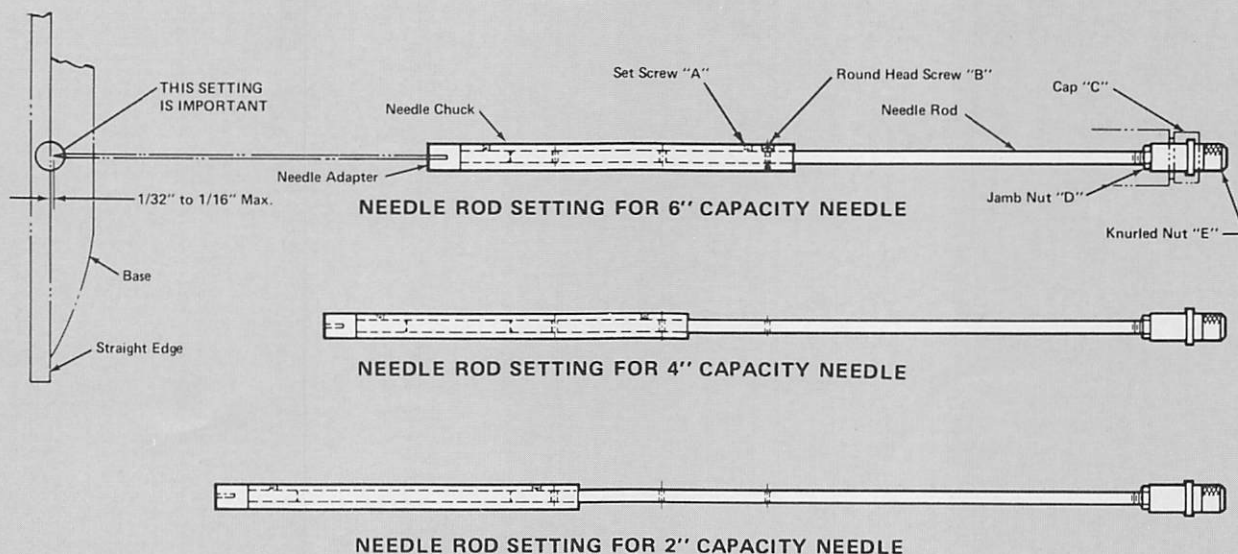 THIS SETTING
IS IMPORTANT
Set Screw "A"
Round Head Screw "B"
Cap "C"
Needle Chuck
Needle Rod
Needle Adapter
1/32" to 1/16" Max.
Jamb Nut "D"
NEEDLE ROD SETTING FOR 6" CAPACITY NEEDLE
Knurled Nut "E"
Base
Straight Edge
NEEDLE ROD SETTING FOR 4" CAPACITY NEEDLE
NEEDLE ROD SETTING FOR 2" CAPACITY NEEDLE